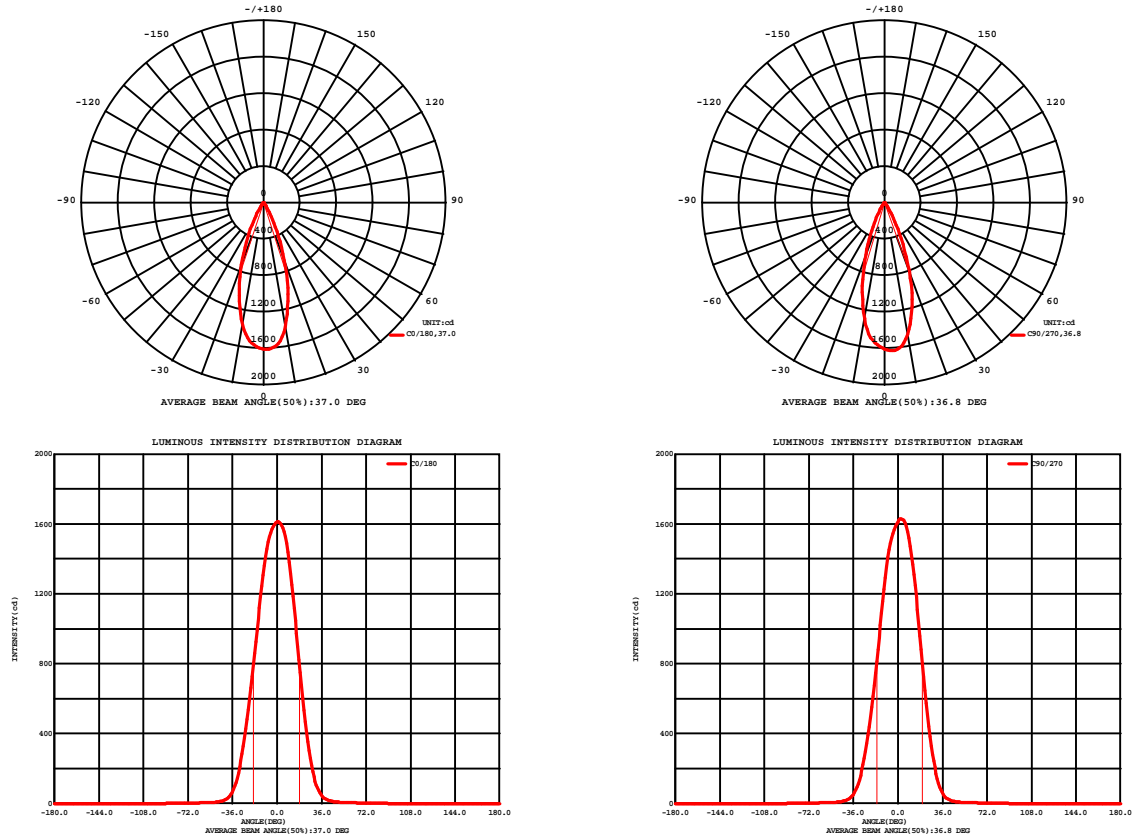 -/+180
-150
150
-120
120
-90
90
-60
60
-30
30
0
0
400
800
1200
1600
2000
UNIT:cd
C0/180,37.0
AVERAGE BEAM ANGLE(50%):37.0 DEG
-/+180
-150
150
-120
120
-90
90
-60
60
-30
30
0
0
400
800
1200
1600
2000
UNIT:cd
C90/270,36.8
AVERAGE BEAM ANGLE(50%):36.8 DEG
LUMINOUS INTENSITY DISTRIBUTION DIAGRAM
C0/180
INTENSITY(cd)
2000
1600
1200
800
400
0
-180.0 -144.0 -108.0 -72.0 -36.0 0.0 36.0 72.0 108.0 144.0 180.0
ANGLE(DEG)
AVERAGE BEAM ANGLE(50%):37.0 DEG
LUMINOUS INTENSITY DISTRIBUTION DIAGRAM
C90/270
INTENSITY(cd)
2000
1600
1200
800
400
0
-180.0 -144.0 -108.0 -72.0 -36.0 0.0 36.0 72.0 108.0 144.0 180.0
ANGLE(DEG)
AVERAGE BEAM ANGLE(50%):36.8 DEG